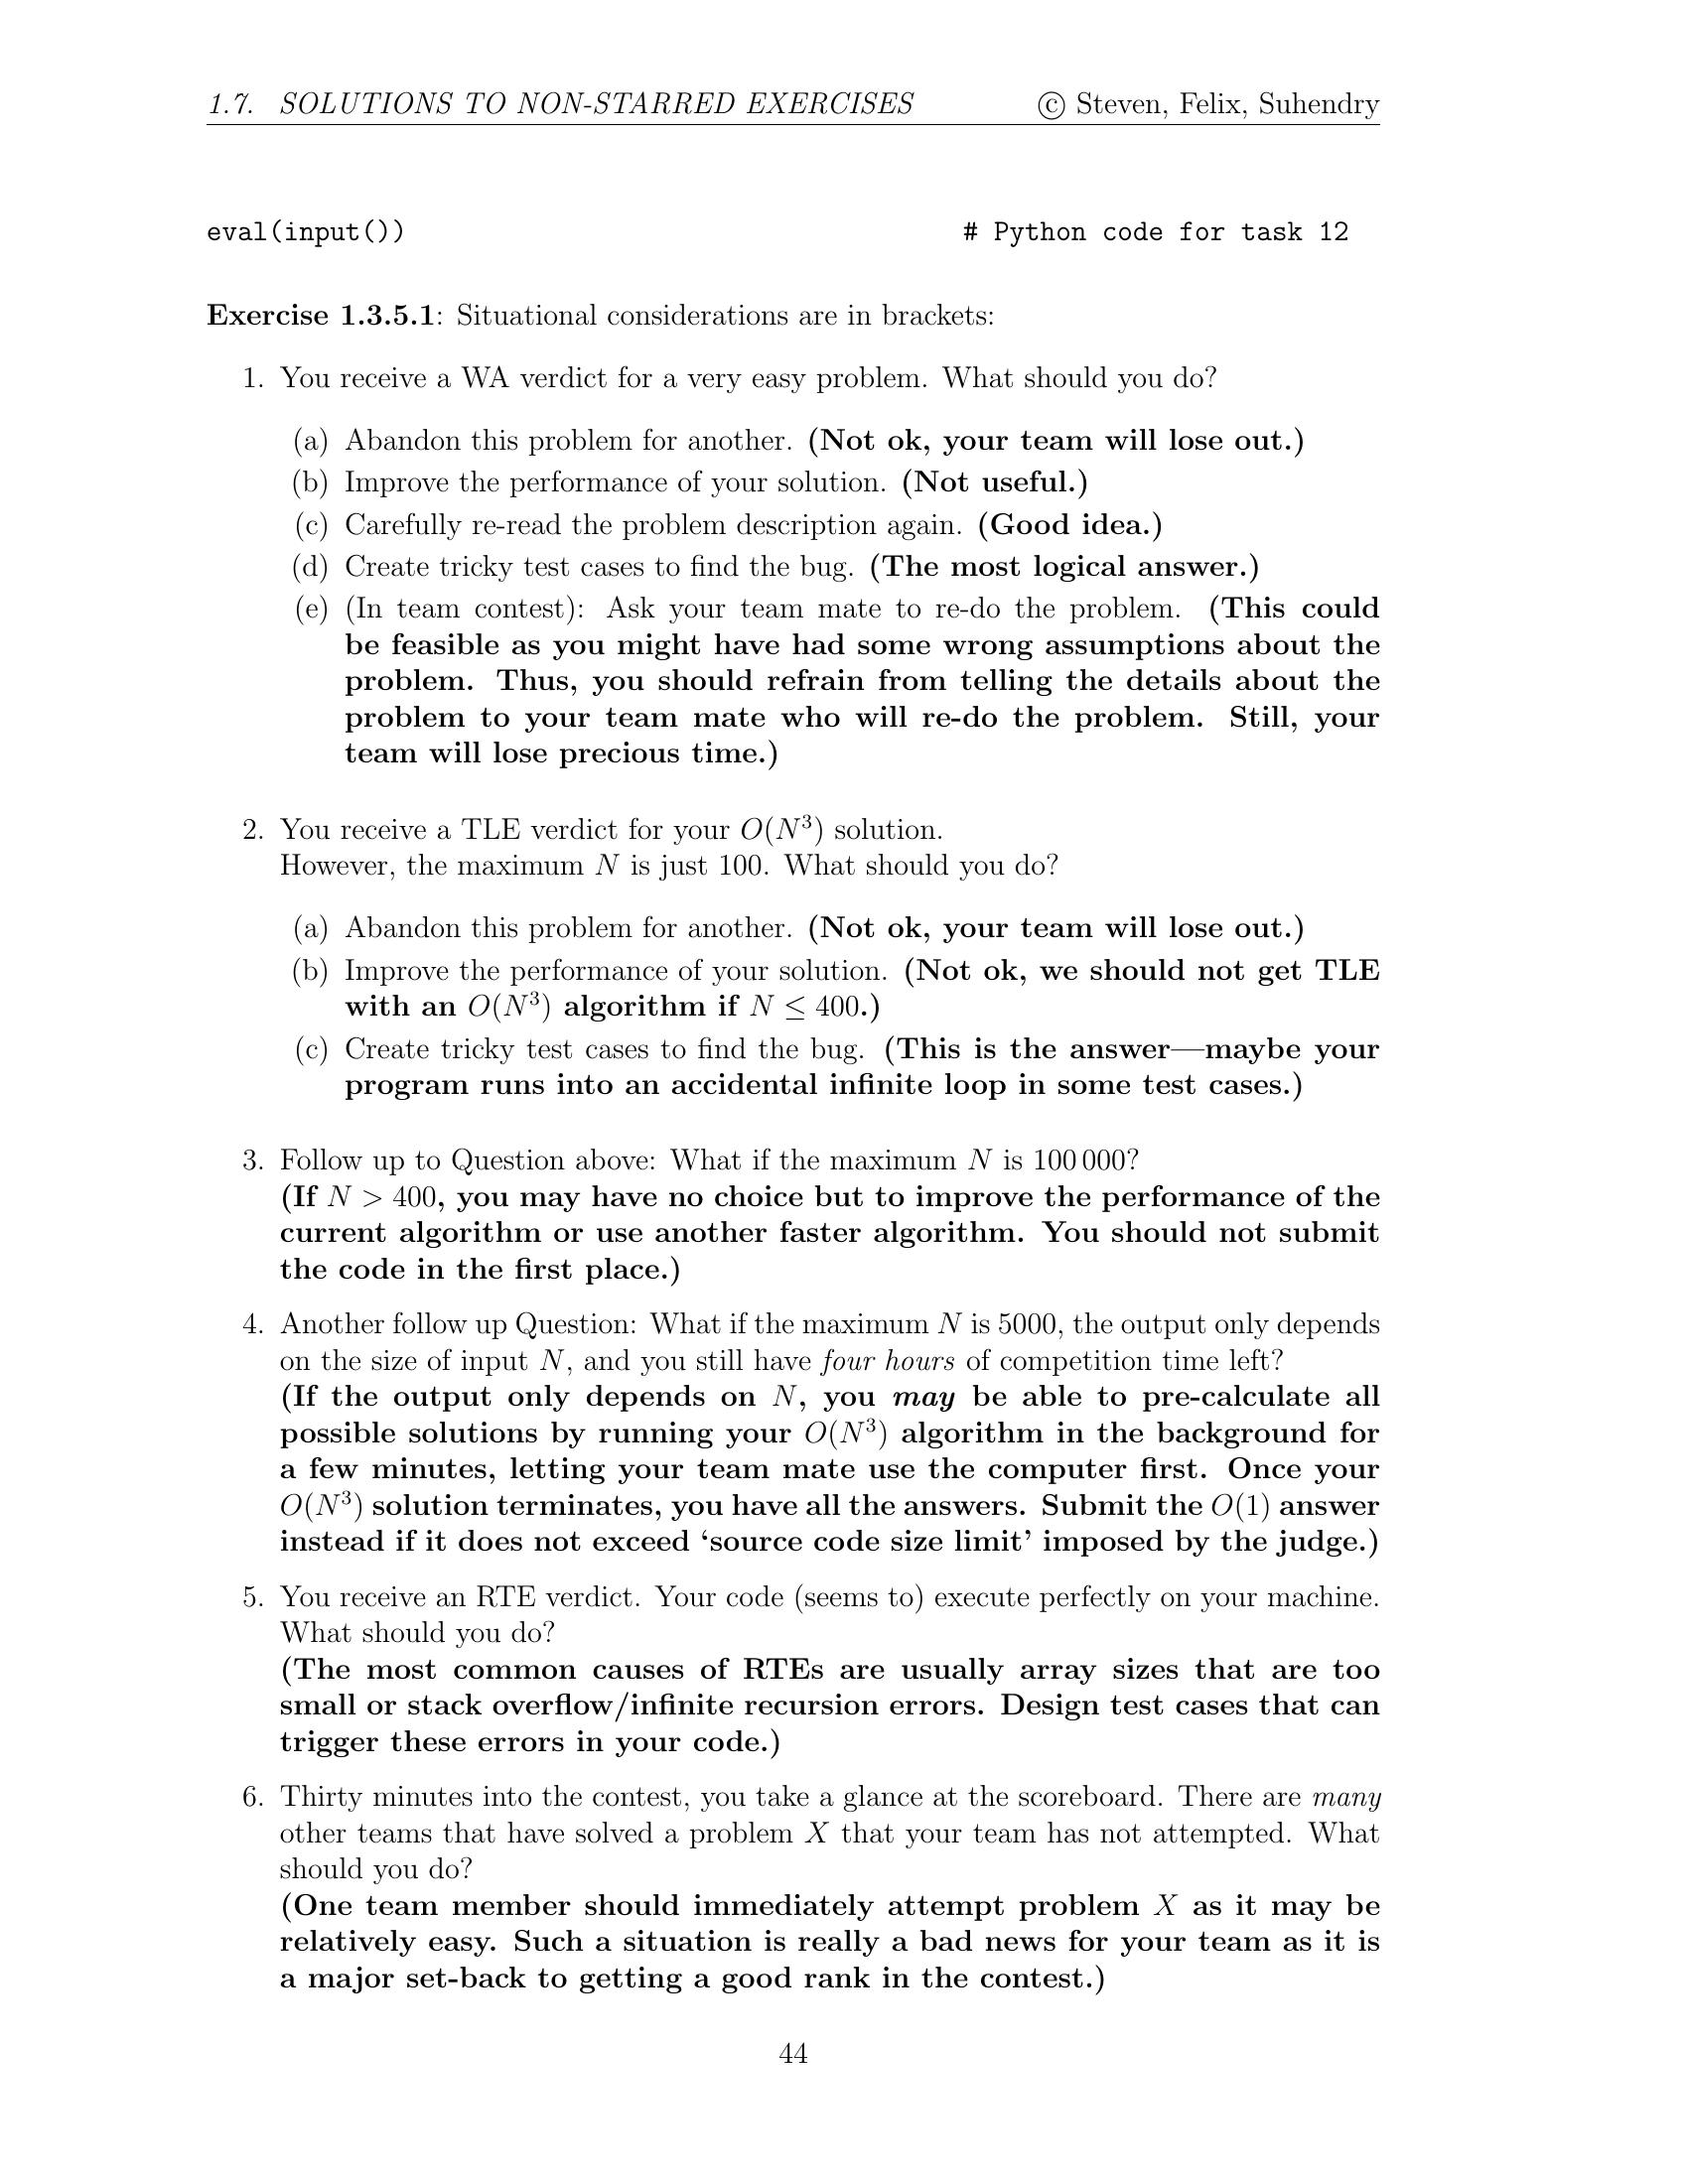 1.7. SOLUTIONS TO NON-STARRED EXERCISES © Steven, Felix, Suhendry
eval(input()) # Python code for task 12
Exercise 1.3.5.1: Situational considerations are in brackets:
1. You receive a WA verdict for a very easy problem. What should you do?
(a) Abandon this problem for another. (Not ok, your team will lose out.)
(b) Improve the performance of your solution. (Not useful.)
(c) Carefully re-read the problem description again. (Good idea.)
(d) Create tricky test cases to find the bug. (The most logical answer.)
(e) (In team contest): Ask your team mate to re-do the problem. (This could
be feasible as you might have had some wrong assumptions about the
problem. Thus, you should refrain from telling the details about the
problem to your team mate who will re-do the problem. Still, your
team will lose precious time.)
2. You receive a TLE verdict for your O(N³) solution.
However, the maximum N is just 100. What should you do?
(a) Abandon this problem for another. (Not ok, your team will lose out.)
(b) Improve the performance of your solution. (Not ok, we should not get TLE
with an O(N³) algorithm if N ≤ 400.)
(c) Create tricky test cases to find the bug. (This is the answer—maybe your
program runs into an accidental infinite loop in some test cases.)
3. Follow up to Question above: What if the maximum N is 100 000?
(If N > 400, you may have no choice but to improve the performance of the
current algorithm or use another faster algorithm. You should not submit
the code in the first place.)
4. Another follow up Question: What if the maximum N is 5000, the output only depends
on the size of input N, and you still have four hours of competition time left?
(If the output only depends on N, you may be able to pre-calculate all
possible solutions by running your O(N³) algorithm in the background for
a few minutes, letting your team mate use the computer first. Once your
O(N³) solution terminates, you have all the answers. Submit the O(1) answer
instead if it does not exceed ‘source code size limit’ imposed by the judge.)
5. You receive an RTE verdict. Your code (seems to) execute perfectly on your machine.
What should you do?
(The most common causes of RTEs are usually array sizes that are too
small or stack overflow/infinite recursion errors. Design test cases that can
trigger these errors in your code.)
6. Thirty minutes into the contest, you take a glance at the scoreboard. There are many
other teams that have solved a problem X that your team has not attempted. What
should you do?
(One team member should immediately attempt problem X as it may be
relatively easy. Such a situation is really a bad news for your team as it is
a major set-back to getting a good rank in the contest.)
44